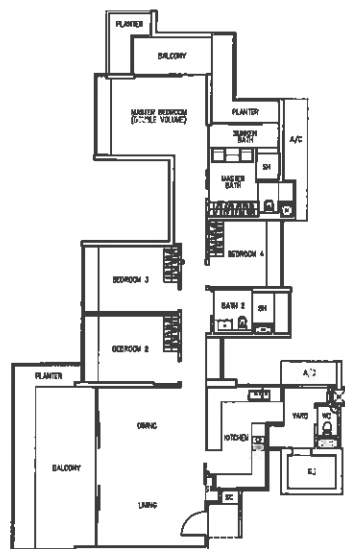 PLANTER
BALCONY
MASTER BEDROOM
(DOUBLE VOLUME)
PLANTER
SUNKEN
BATH
A/C
MASTER
BATH
SH
BEDROOM 4
BEDROOM 3
BATH 2
SH
BEDROOM 2
PLANTER
A/C
DINING
YARD
WC
KITCHEN
BALCONY
LIVING